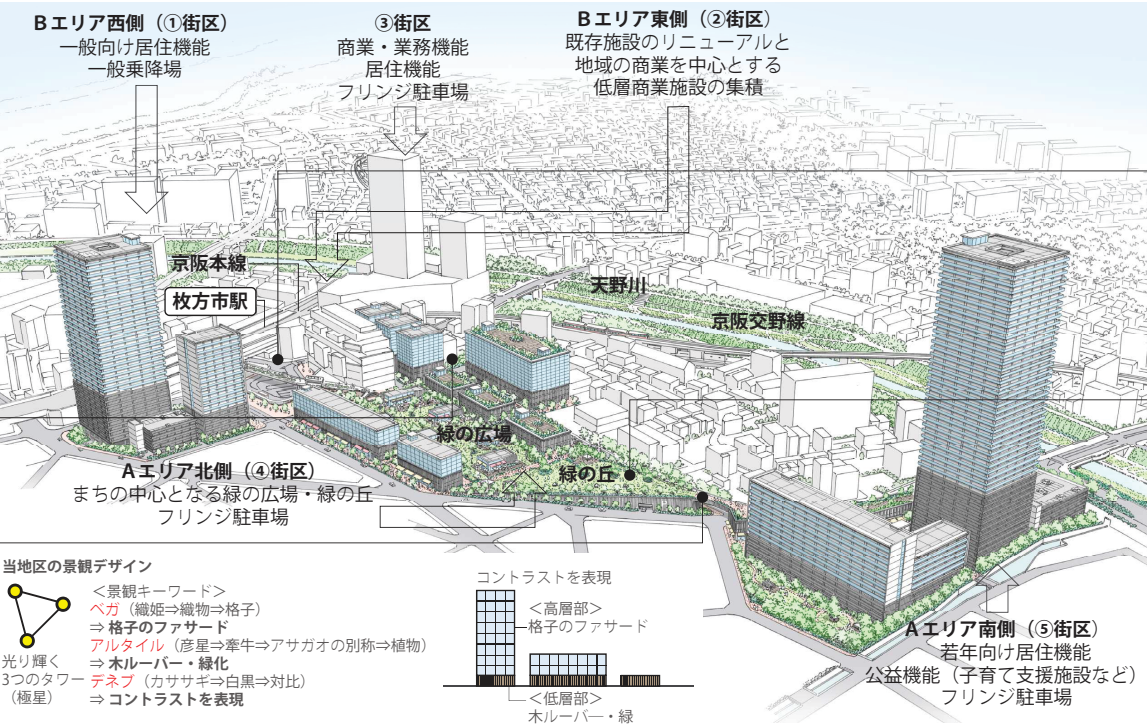 Bエリア西側（①街区）
一般向け居住機能
一般乗降場
③街区
商業・業務機能
居住機能
フリンジ駐車場
Bエリア東側（②街区）
既存施設のリニューアルと
地域の商業を中心とする
低層商業施設の集積
京阪本線
枚方市駅
天野川
京阪交野線
緑の広場
緑の丘
Aエリア北側（④街区）
まちの中心となる緑の広場・緑の丘
フリンジ駐車場
Aエリア南側（⑤街区）
若年向け居住機能
公益機能（子育て支援施設など）
フリンジ駐車場
当地区の景観デザイン
光り輝く
3つのタワー
（極星）
＜景観キーワード＞
ベガ（織姫⇒織物⇒格子）
⇒ 格子のファサード
アルタイル（彦星⇒牽牛⇒アサガオの別称⇒植物）
⇒ 木ルーバー・緑化
デネブ（カササギ⇒白黒⇒対比）
⇒ コントラストを表現
コントラストを表現
＜高層部＞
格子のファサード
＜低層部＞
木ルーバー・緑